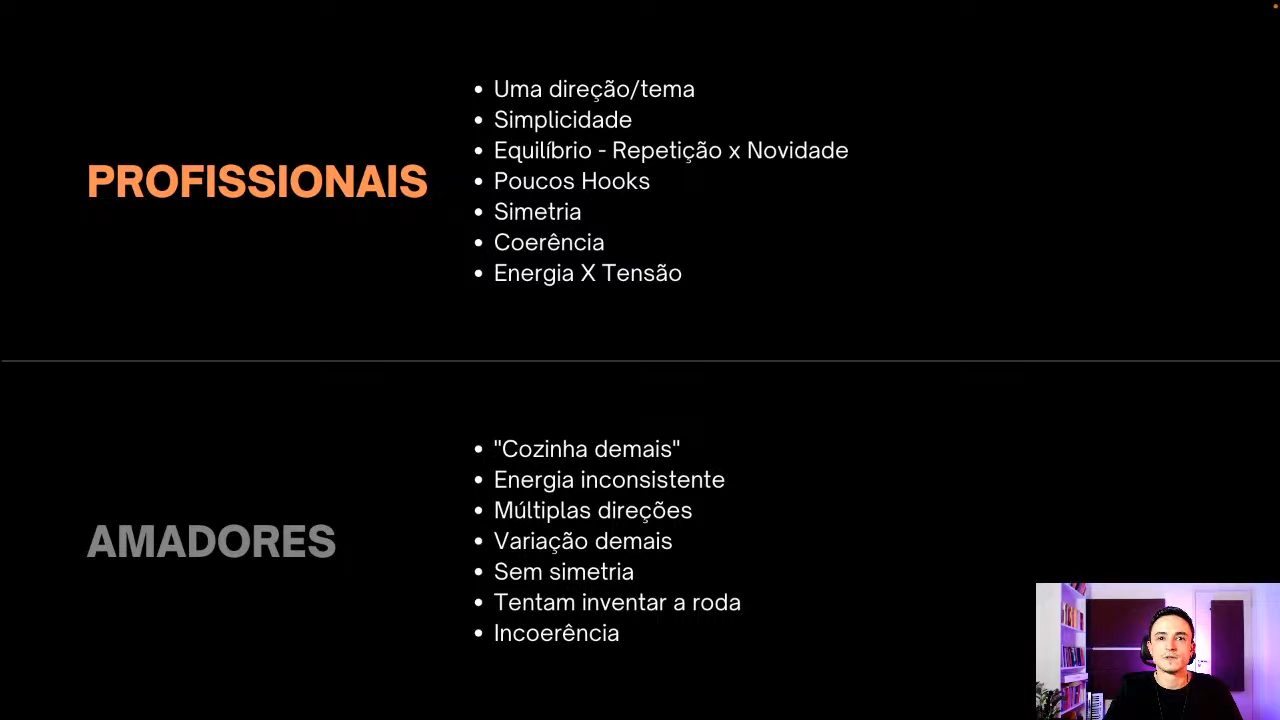 PROFISSIONAIS
• Uma direção/tema
• Simplicidade
• Equilíbrio - Repetição x Novidade
• Poucos Hooks
• Simetria
• Coerência
• Energia X Tensão
AMADORES
• "Cozinha demais"
• Energia inconsistente
• Múltiplas direções
• Variação demais
• Sem simetria
• Tentam inventar a roda
• Incoerência